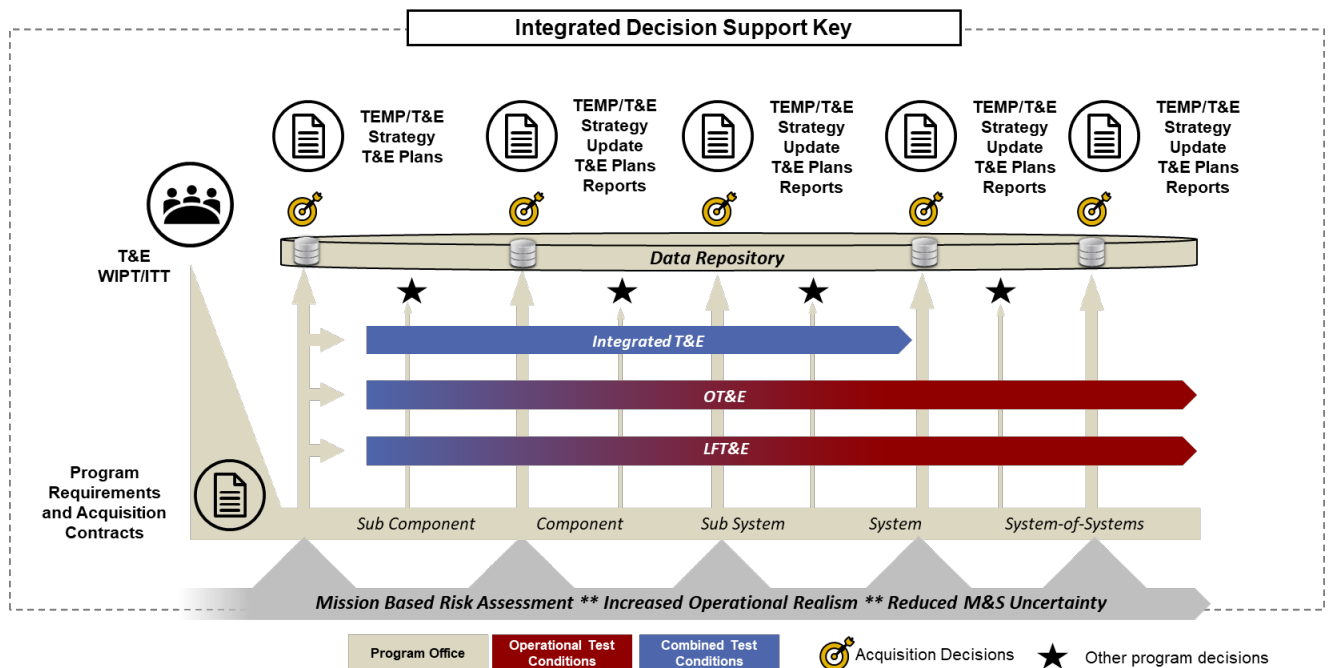 Integrated Decision Support Key
TEMP/T&E
Strategy
T&E Plans
TEMP/T&E
Strategy
Update
T&E Plans
Reports
TEMP/T&E
Strategy
Update
T&E Plans
Reports
TEMP/T&E
Strategy
Update
T&E Plans
Reports
TEMP/T&E
Strategy
Update
T&E Plans
Reports
T&E
WIPT/ITT
Data Repository
Integrated T&E
OT&E
LFT&E
Program
Requirements
and Acquisition
Contracts
Sub Component
Component
Sub System
System
System-of-Systems
Mission Based Risk Assessment ** Increased Operational Realism ** Reduced M&S Uncertainty
Program Office
Operational Test
Conditions
Combined Test
Conditions
Acquisition Decisions
Other program decisions